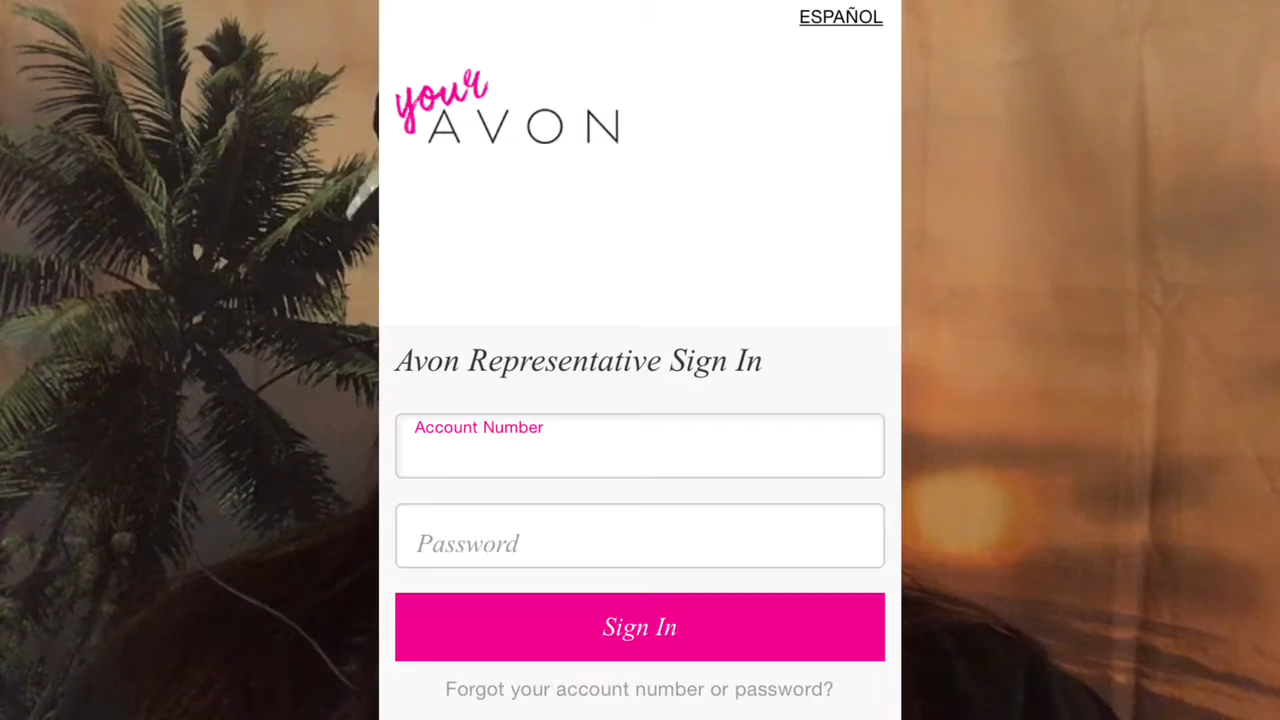 ESPAÑOL
your
AVON
Avon Representative Sign In
Account Number
Password
Sign In
Forgot your account number or password?